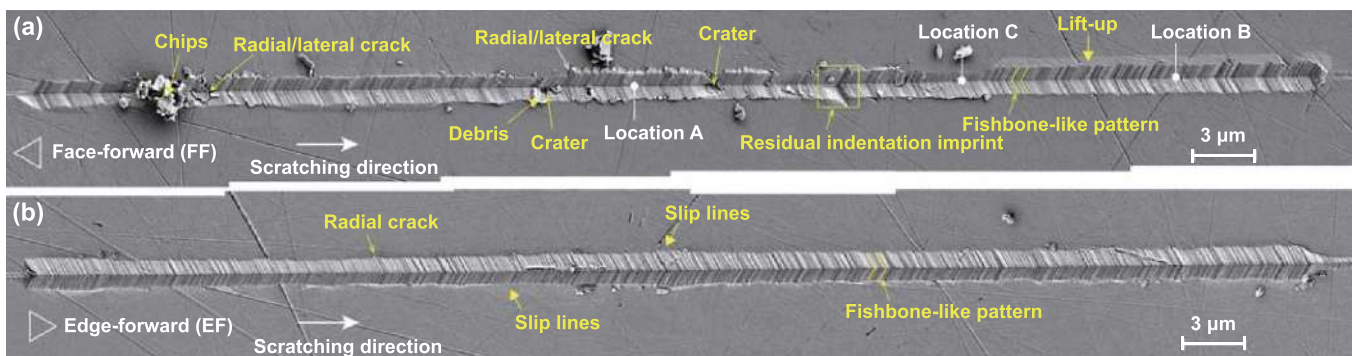 (a)
Chips
Radial/lateral crack
Radial/lateral crack
Crater
Location C
Lift-up
Location B
Debris
Crater
Location A
Residual indentation imprint
Fishbone-like pattern
3 μm
Face-forward (FF)
Scratching direction
(b)
Radial crack
Slip lines
Slip lines
Fishbone-like pattern
3 μm
Edge-forward (EF)
Scratching direction